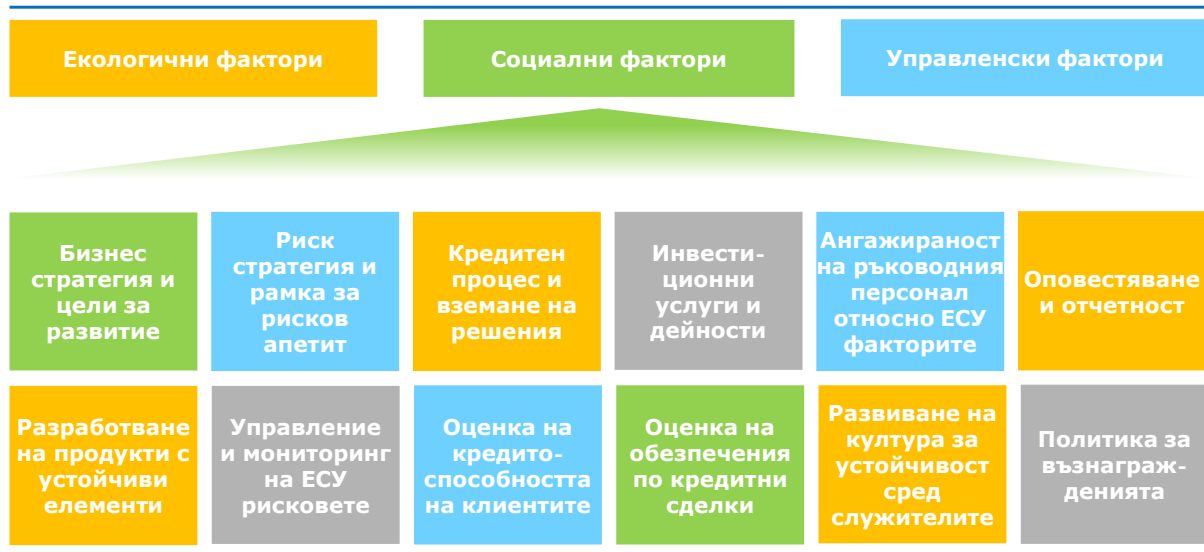 Екологични фактори
Социални фактори
Управленски фактори
Бизнес
стратегия и
цели за
развитие
Риск
стратегия и
рамка за
рисков
апетит
Кредитен
процес и
вземане на
решения
Инвести-
ционни
услуги и
дейности
Ангажираност
на ръководния
персонал
относно ЕСУ
факторите
Оповестяване
и отчетност
Разработване
на продукти с
устойчиви
елементи
Управление
и мониторинг
на ЕСУ
рисковете
Оценка на
кредито-
способността
на клиентите
Оценка на
обезпечения
по кредитни
сделки
Развиване на
култура за
устойчивост
сред
служителите
Политика за
възнаграж-
денията